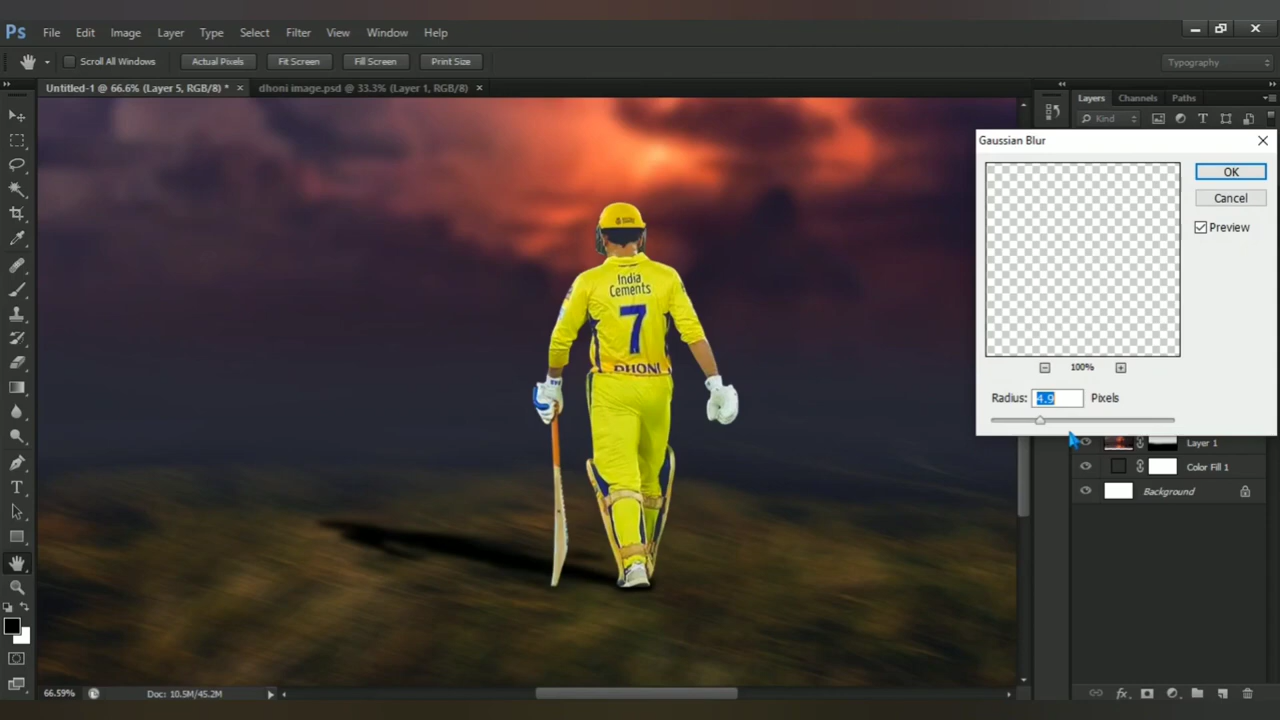 Ps File Edit Image Layer Type Select Filter View Window Help
Scroll All Windows Actual Pixels Fit Screen Fill Screen Print Size Typography
Untitled-1 @ 66.6% (Layer 5, RGB/8) * × dhoni image.psd @ 33.3% (Layer 1, RGB/8) ×
Layers Channels Paths
Kind
Gaussian Blur
OK
Cancel
Preview
100%
Radius: 4.9 Pixels
India
Cements
7
DHONI
Layer 1
Color Fill 1
Background
66.59% Doc: 10.5M/45.2M